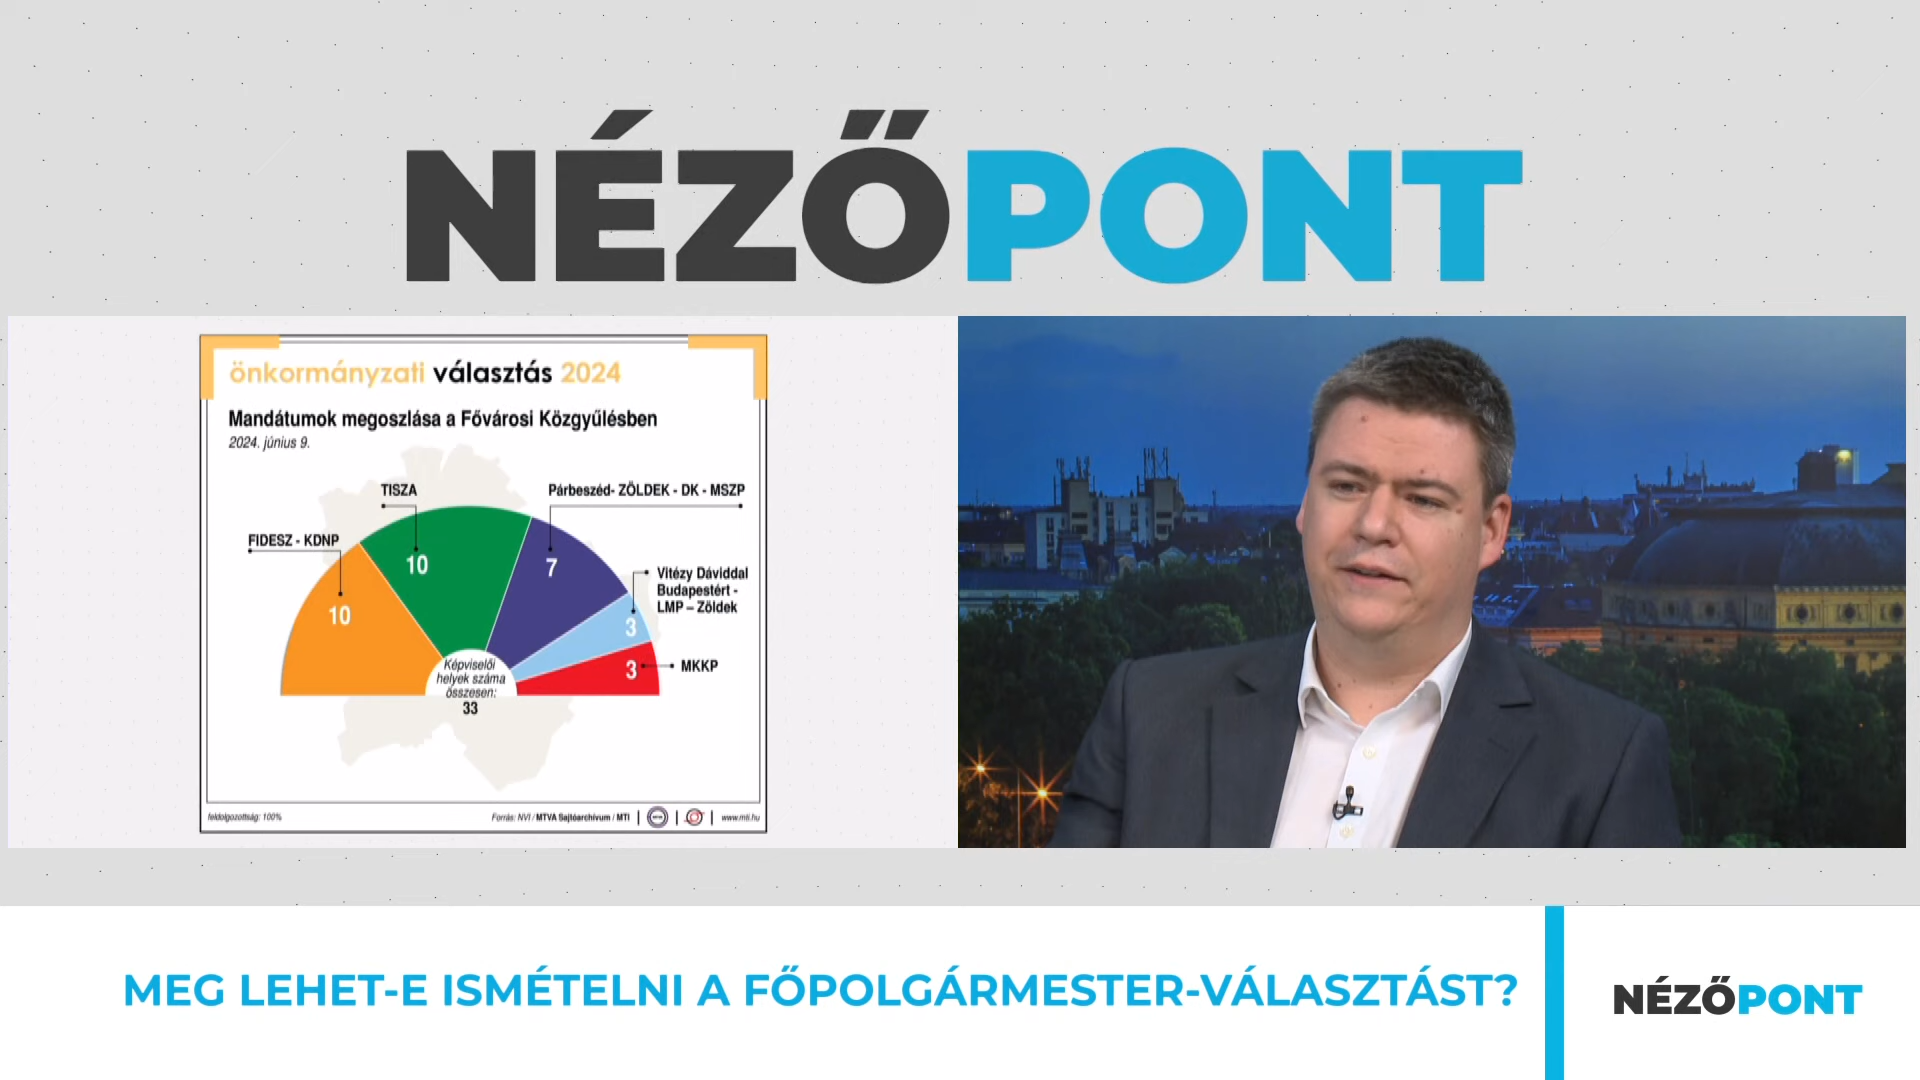 NÉZŐPONT
önkormányzati választás 2024
Mandátumok megoszlása a Fővárosi Közgyűlésben
2024. június 9.
TISZA
Párbeszéd- ZÖLDEK - DK - MSZP
FIDESZ - KDNP
10
7
Vitézy Dáviddal
Budapestért -
LMP – Zöldek
10
3
3
MKKP
Képviselői
helyek száma
összesen:
33
feldolgozottság: 100%
Forrás: NVI / MTVA Sajtóarchívum / MTI
www.mti.hu
MEG LEHET-E ISMÉTELNI A FŐPOLGÁRMESTER-VÁLASZTÁST?
NÉZŐPONT